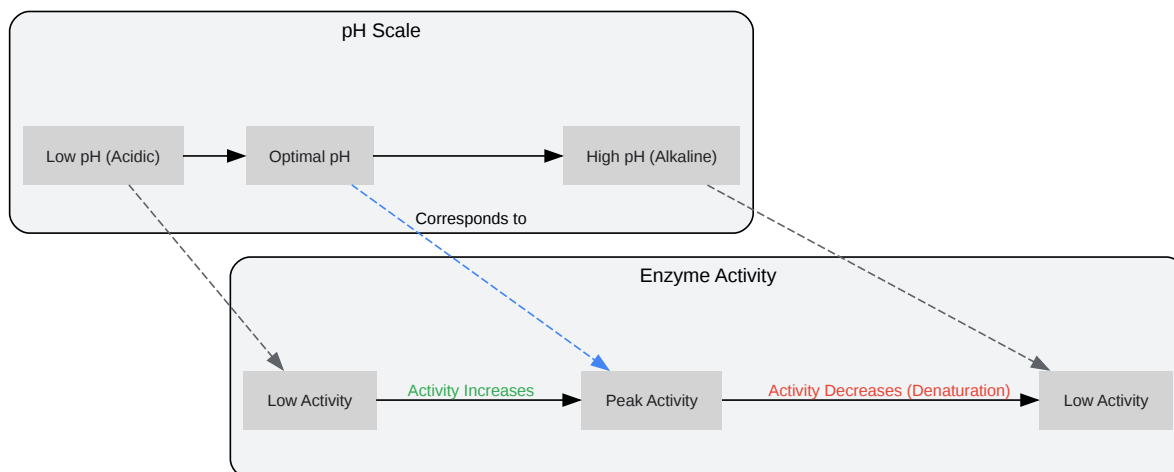 pH Scale
Low pH (Acidic)
Optimal pH
High pH (Alkaline)
Corresponds to
Enzyme Activity
Low Activity
Activity Increases
Peak Activity
Activity Decreases (Denaturation)
Low Activity